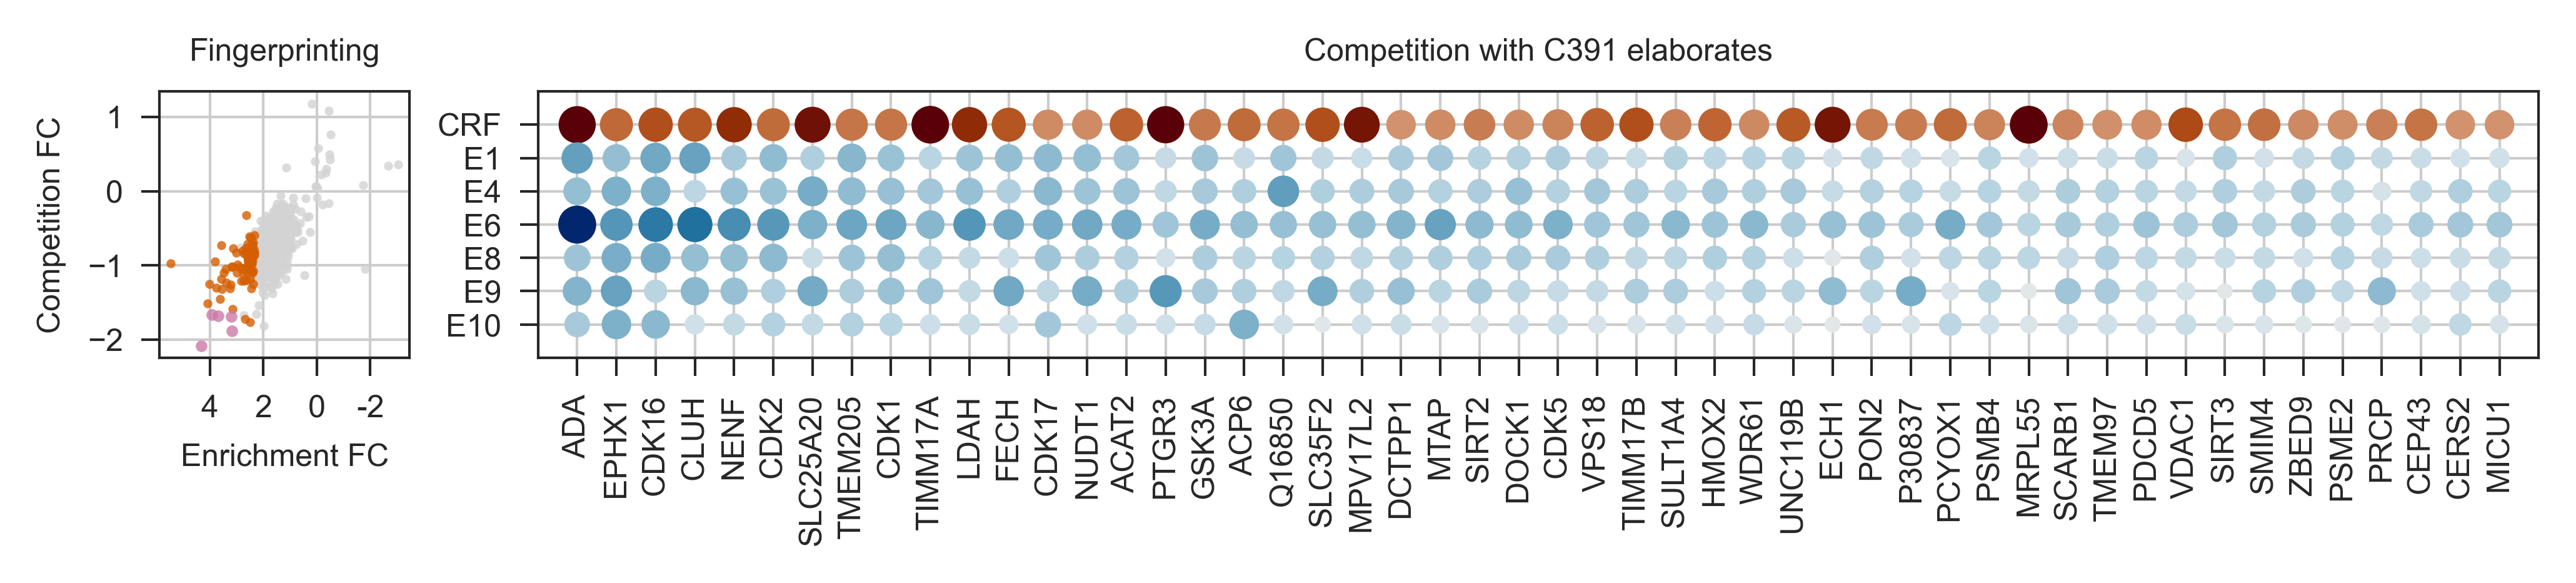 Fingerprinting
Competition with C391 elaborates
Competition FC
1
0
−1
−2
4
2
0
-2
Enrichment FC
CRF
E1
E4
E6
E8
E9
E10
ADA
EPHX1
CDK16
CLUH
NENF
CDK2
SLC25A20
TMEM205
CDK1
TIMM17A
LDAH
FECH
CDK17
NUDT1
ACAT2
PTGR3
GSK3A
ACP6
Q16850
SLC35F2
MPV17L2
DCTPP1
MTAP
SIRT2
DOCK1
CDK5
VPS18
TIMM17B
SULT1A4
HMOX2
WDR61
UNC119B
ECH1
PON2
P30837
PCYOX1
PSMB4
MRPL55
SCARB1
TMEM97
PDCD5
VDAC1
SIRT3
SMIM4
ZBED9
PSME2
PRCP
CEP43
CERS2
MICU1